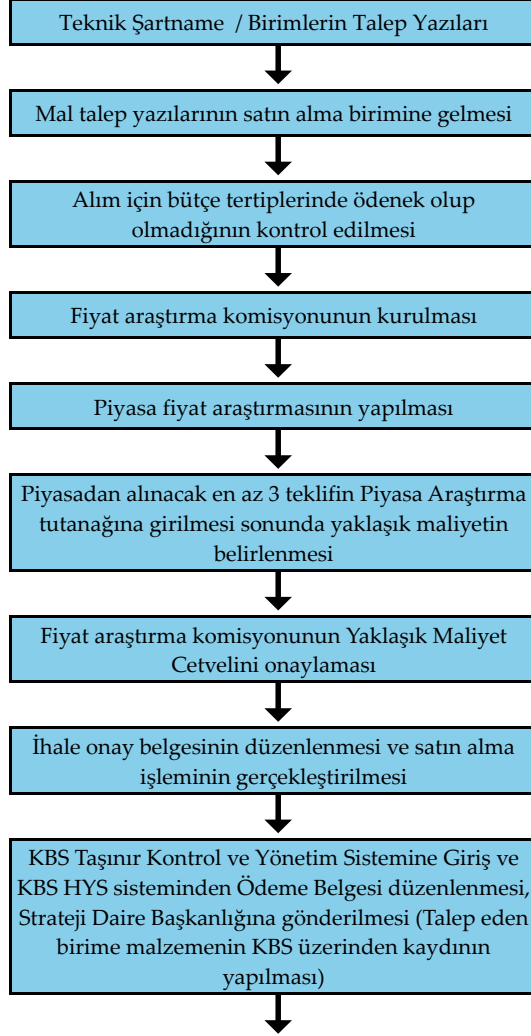 Teknik Şartname / Birimlerin Talep Yazıları
Mal talep yazılarının satın alma birimine gelmesi
Alım için bütçe tertiplerinde ödenek olup
olmadığının kontrol edilmesi
Fiyat araştırma komisyonunun kurulması
Piyasa fiyat araştırmasının yapılması
Piyasadan alınacak en az 3 teklifin Piyasa Araştırma
tutanağına girilmesi sonunda yaklaşık maliyetin
belirlenmesi
Fiyat araştırma komisyonunun Yaklaşık Maliyet
Cetvelini onaylaması
İhale onay belgesinin düzenlenmesi ve satın alma
işleminin gerçekleştirilmesi
KBS Taşınır Kontrol ve Yönetim Sistemine Giriş ve
KBS HYS sisteminden Ödeme Belgesi düzenlenmesi,
Strateji Daire Başkanlığına gönderilmesi (Talep eden
birime malzemenin KBS üzerinden kaydının
yapılması)